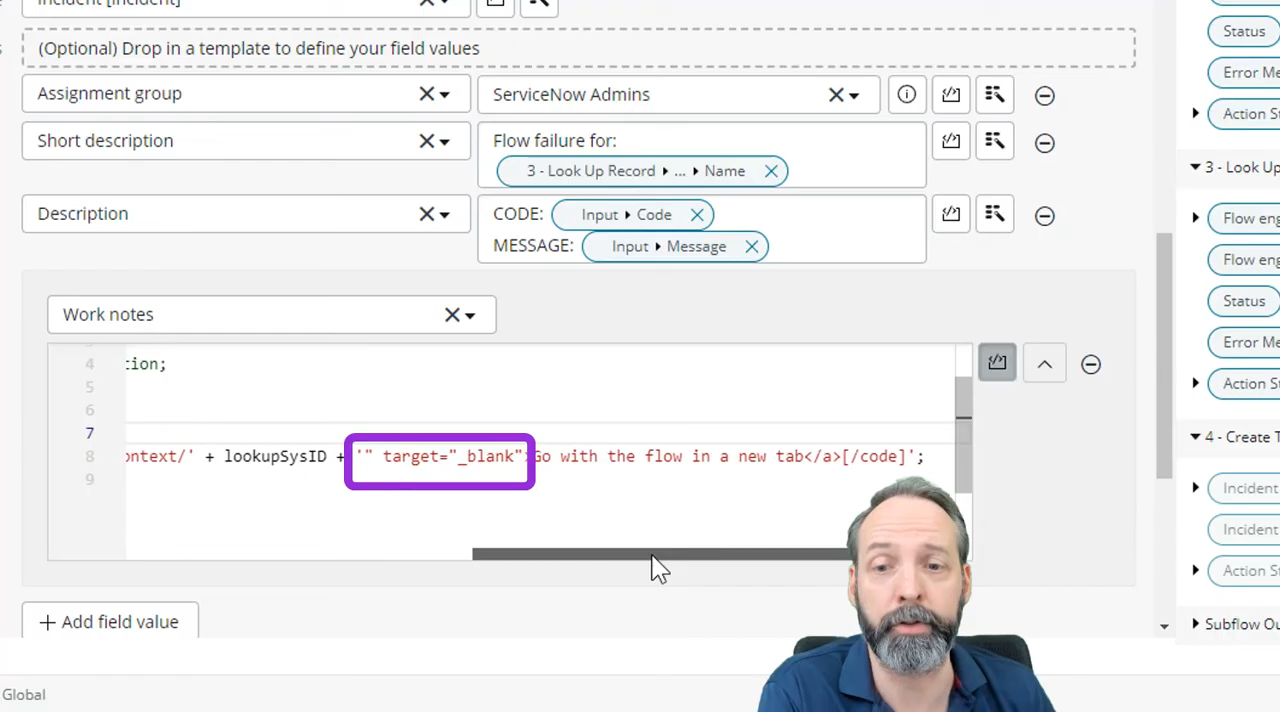 Incident [Incident]
(Optional) Drop in a template to define your field values
Assignment group
ServiceNow Admins
Short description
Flow failure for:
3 - Look Up Record ▸ ... ▸ Name
Description
CODE: Input ▸ Code
MESSAGE: Input ▸ Message
Work notes
4 tion;
5
6
7
8 ontext/' + lookupSysID + '" target="_blank">Go with the flow in a new tab</a>[/code]';
9
+ Add field value
Global
Status
Error Me
Action St
3 - Look Up
Flow eng
Flow eng
Status
Error Me
Action St
4 - Create T
Incident
Incident
Action St
Subflow Ou